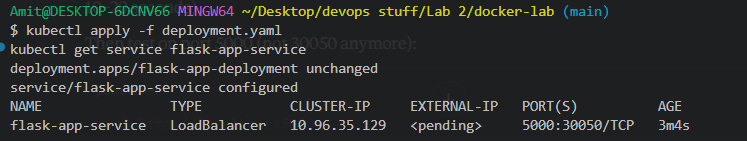 Amit@DESKTOP-6DCNV66 MINGW64 ~/Desktop/devops stuff/Lab 2/docker-lab (main)
$ kubectl apply -f deployment.yaml
kubectl get service flask-app-service
deployment.apps/flask-app-deployment unchanged
service/flask-app-service configured
NAME TYPE CLUSTER-IP EXTERNAL-IP PORT(S) AGE
flask-app-service LoadBalancer 10.96.35.129 <pending> 5000:30050/TCP 3m4s